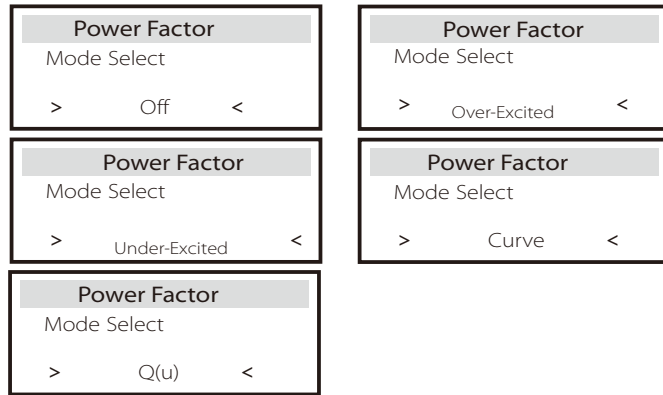 Power Factor
Mode Select
> Off <
Power Factor
Mode Select
> Over-Excited <
Power Factor
Mode Select
> Under-Excited <
Power Factor
Mode Select
> Curve <
Power Factor
Mode Select
> Q(u) <